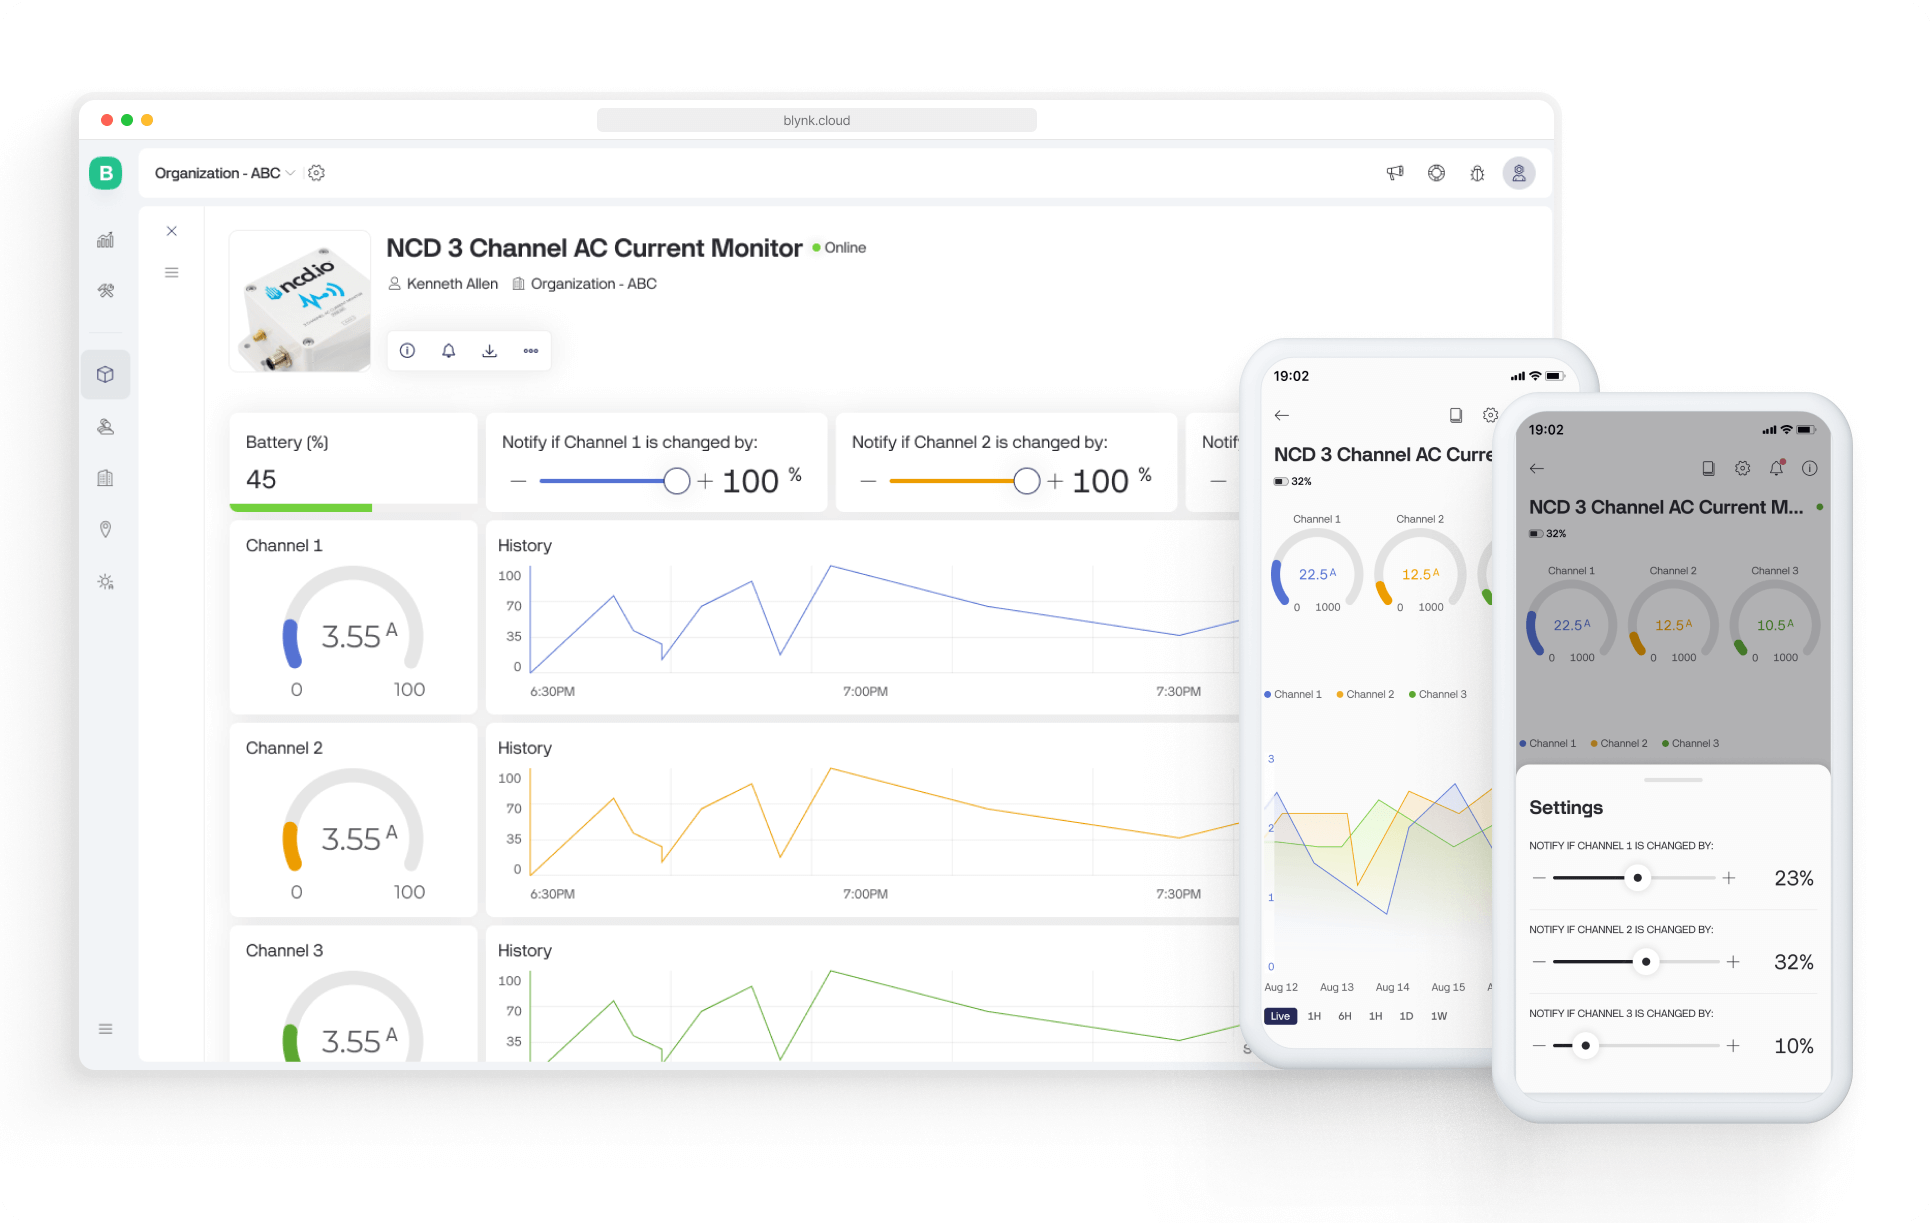 blynk.cloud
B
Organization - ABC
NCD 3 Channel AC Current Monitor
Online
Kenneth Allen
Organization - ABC
ncd.io
Battery (%)
45
Notify if Channel 1 is changed by:
100 %
Notify if Channel 2 is changed by:
100 %
Notif
Channel 1
3.55 A
0 100
History
100
70
35
0
6:30PM 7:00PM 7:30PM
Channel 2
3.55 A
0 100
History
100
70
35
0
6:30PM 7:00PM 7:30PM
Channel 3
3.55 A
History
100
70
35
19:02
NCD 3 Channel AC Curre
32%
Channel 1
22.5 A
0 1000
Channel 2
12.5 A
0 1000
Channel 1 Channel 2 Channel 3
3
2
1
0
Aug 12 Aug 13 Aug 14 Aug 15 A
Live 1H 6H 1H 1D 1W
19:02
NCD 3 Channel AC Current M...
32%
Channel 1
22.5 A
0 1000
Channel 2
12.5 A
0 1000
Channel 3
10.5 A
0 1000
Channel 1 Channel 2 Channel 3
Settings
NOTIFY IF CHANNEL 1 IS CHANGED BY:
23%
NOTIFY IF CHANNEL 2 IS CHANGED BY:
32%
NOTIFY IF CHANNEL 3 IS CHANGED BY:
10%